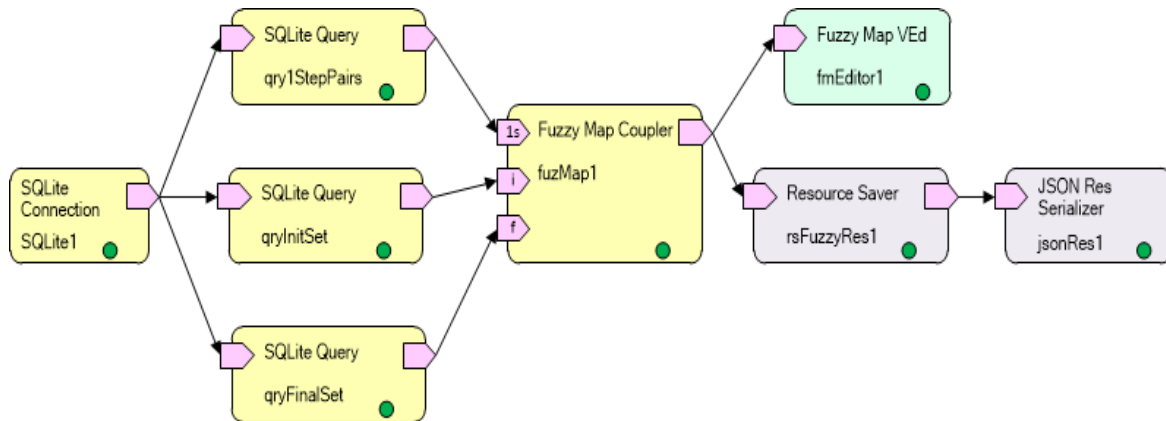 SQLite Query
qry1StepPairs
Fuzzy Map VEd
fmEditor1
SQLite
Connection
SQLite1
SQLite Query
qryInitSet
1s
Fuzzy Map Coupler
i
fuzMap1
f
Resource Saver
rsFuzzyRes1
JSON Res
Serializer
jsonRes1
SQLite Query
qryFinalSet